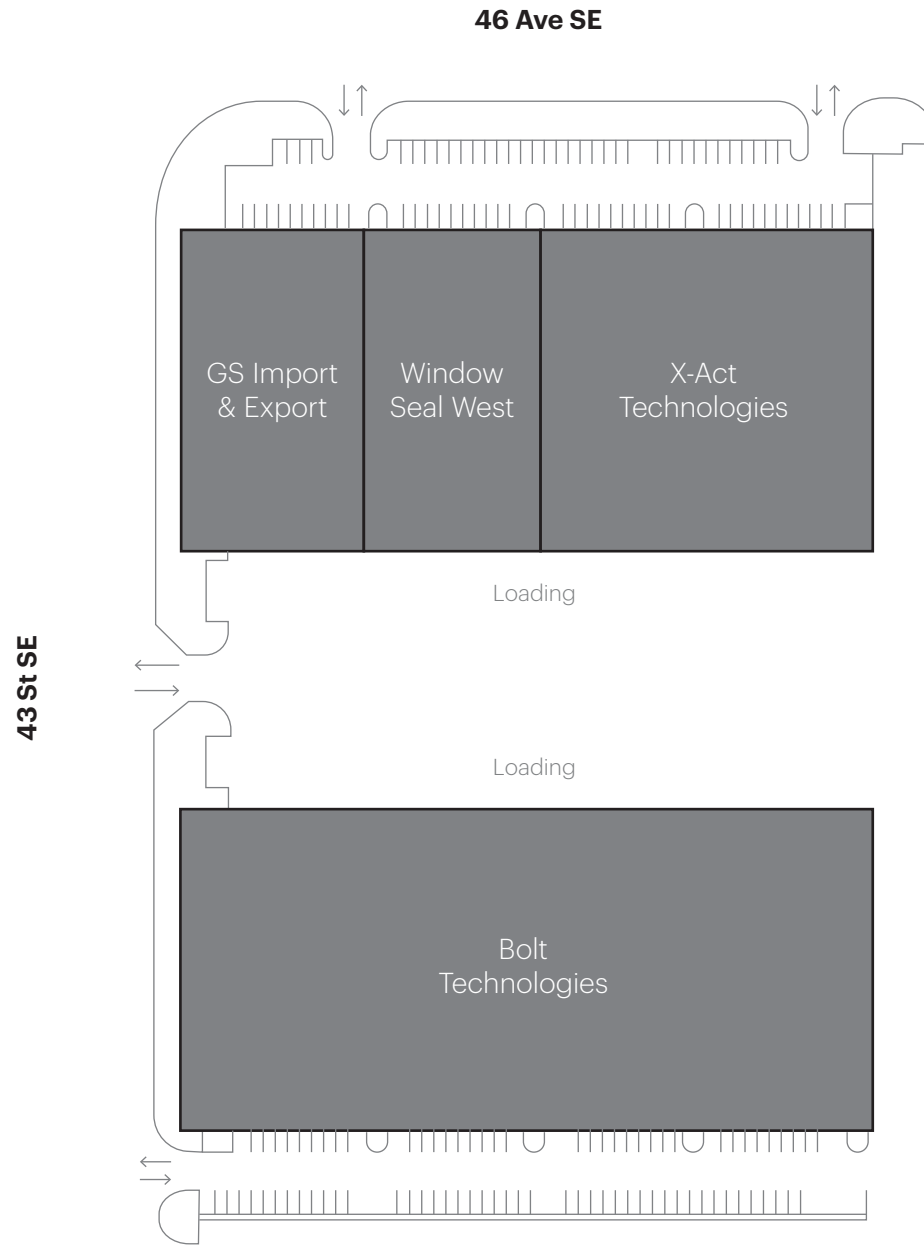 46 Ave SE
GS Import
& Export
Window
Seal West
X-Act
Technologies
Loading
43 St SE
Loading
Bolt
Technologies